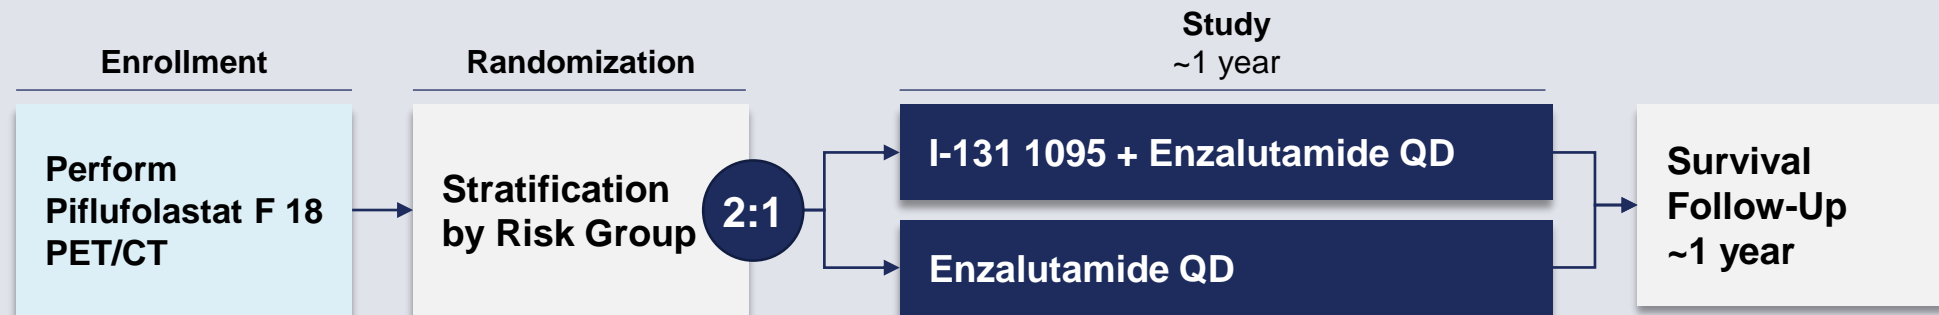 Enrollment
Perform
Piflufolastat F 18
PET/CT
Randomization
Stratification
by Risk Group
2:1
Study
~1 year
I-131 1095 + Enzalutamide QD
Enzalutamide QD
Survival
Follow-Up
~1 year